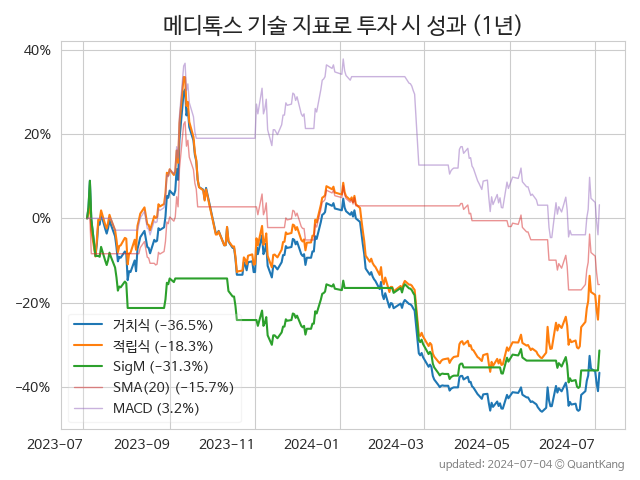 메디톡스 기술 지표로 투자 시 성과 (1년)
40%
20%
0%
−20%
−40%
거치식 (−36.5%)
적립식 (−18.3%)
SigM (−31.3%)
SMA(20) (−15.7%)
MACD (3.2%)
2023-07 2023-09 2023-11 2024-01 2024-03 2024-05 2024-07
updated: 2024-07-04 © QuantKang